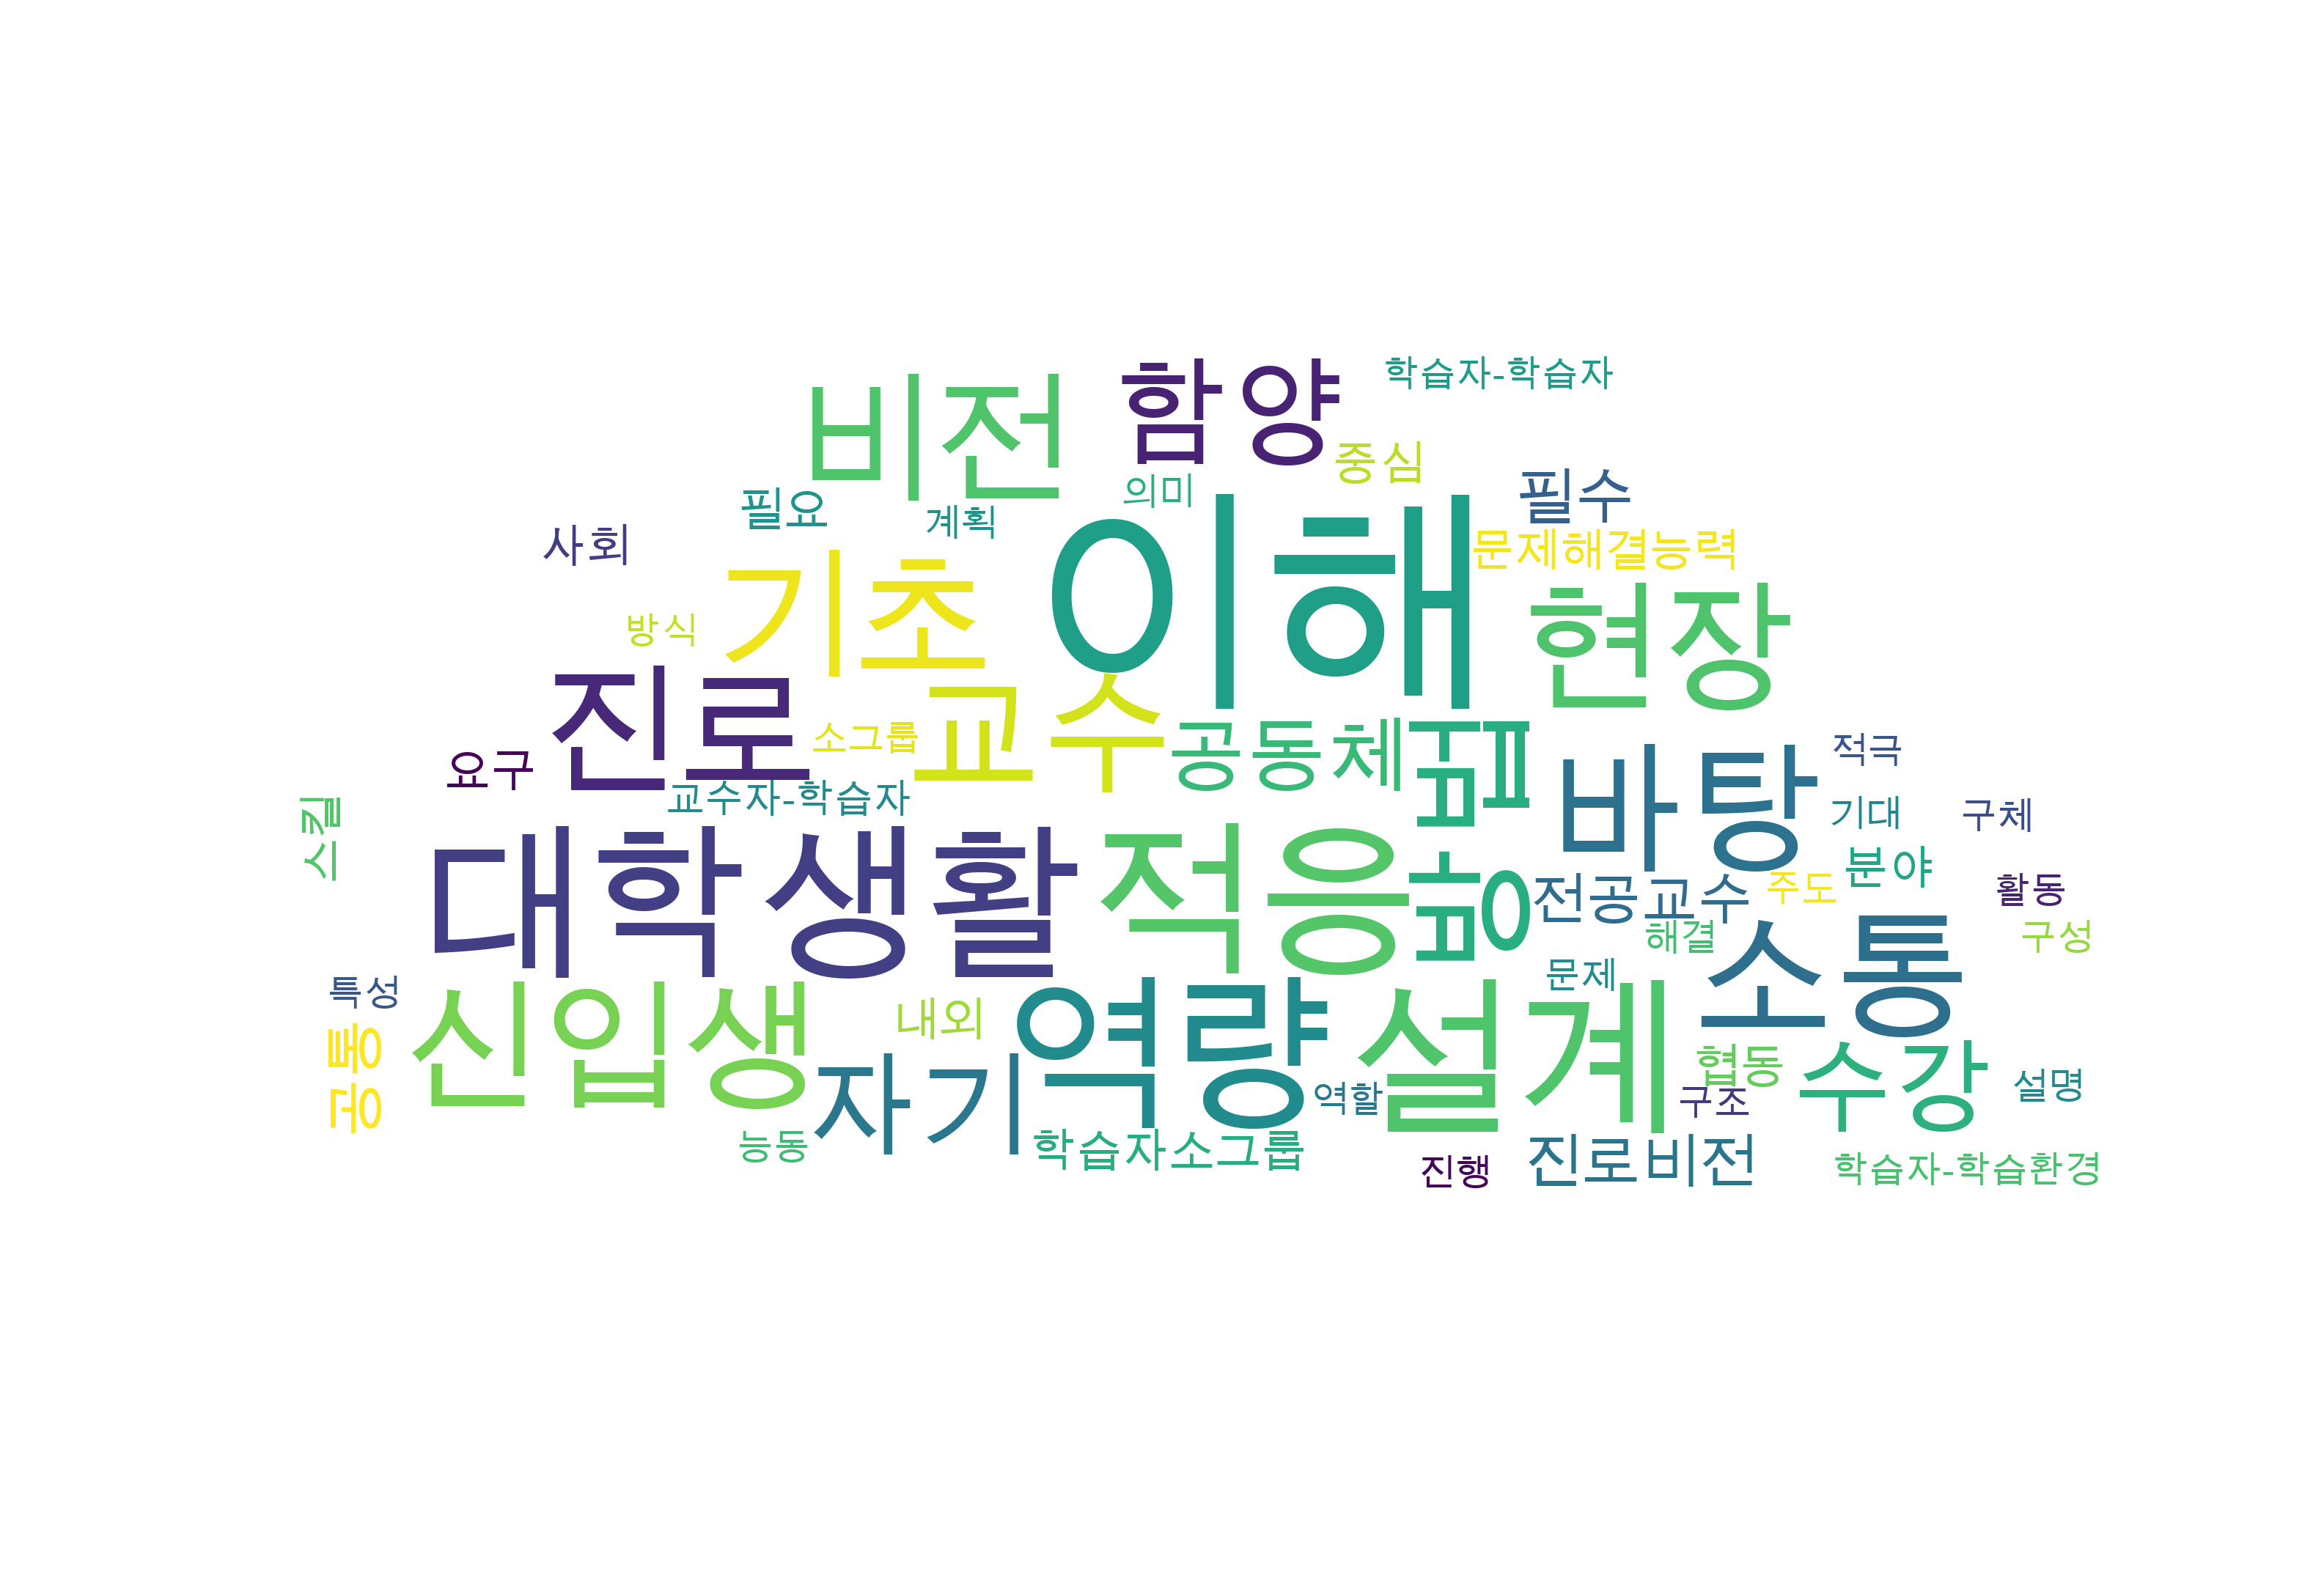 비전
함양
학습자-학습자
중심
의미
필수
필요
계획
사회
이해
문제해결능력
기초
현장
방식
진로
소그룹
교수
공동체
방법
바탕
적극
요구
교수자-학습자
기대
구체
스킬
대학생활
적응
전공교수
주도
분야
활동
해결
구성
소통
문제
특성
신입생
내외
역량
설계
공통
자기
역할
협동
구조
수강
설명
능동
학습자소그룹
진행
진로비전
학습자-학습환경